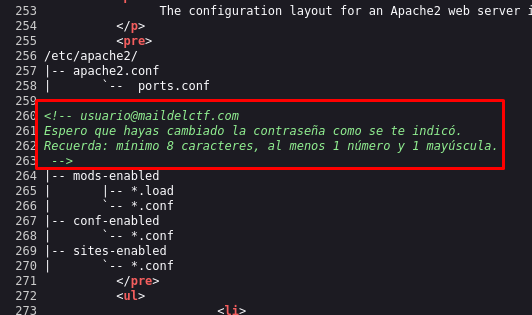 253 The configuration layout for an Apache2 web server i
254 </p>
255 <pre>
256 /etc/apache2/
257 |-- apache2.conf
258 |       `--  ports.conf
259
260 <!-- usuario@maildelctf.com
261 Espero que hayas cambiado la contraseña como se te indicó.
262 Recuerda: mínimo 8 caracteres, al menos 1 número y 1 mayúscula.
263  -->
264 |-- mods-enabled
265 |       |-- *.load
266 |       `-- *.conf
267 |-- conf-enabled
268 |       `-- *.conf
269 |-- sites-enabled
270 |       `-- *.conf
271 </pre>
272 <ul>
273 <li>